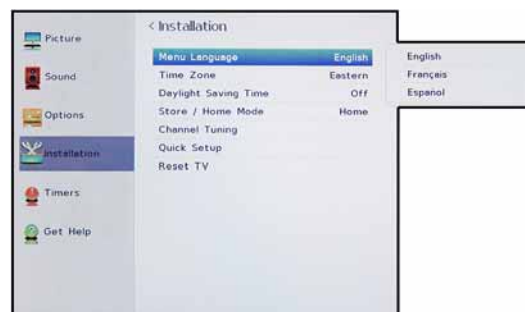 Picture
Sound
Options
Installation
Timers
Get Help
< Installation
Menu Language English
Time Zone Eastern
Daylight Saving Time Off
Store / Home Mode Home
Channel Tuning
Quick Setup
Reset TV
English
Français
Espanol